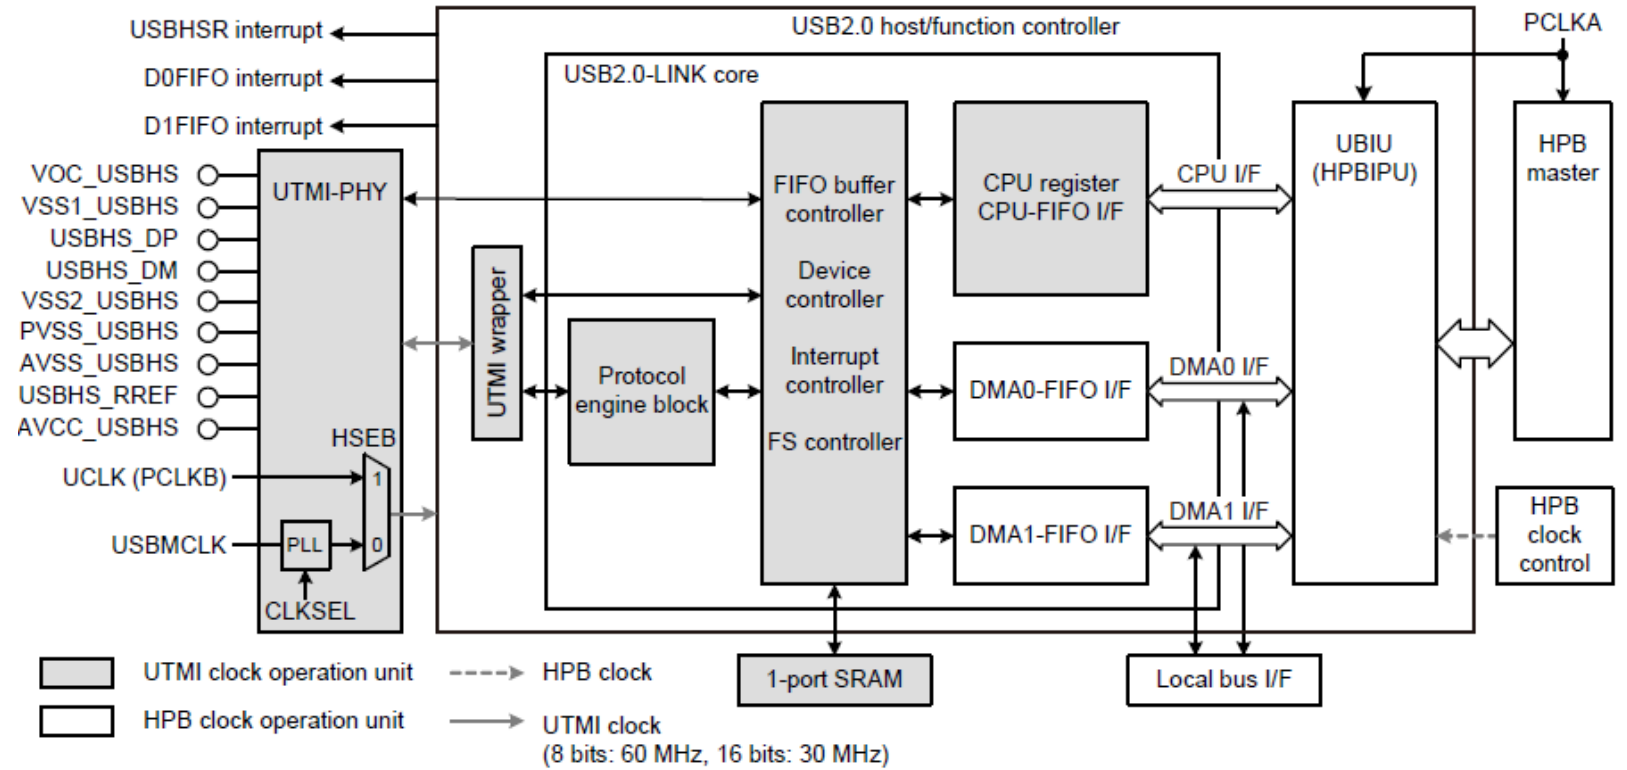 USBHSR interrupt
D0FIFO interrupt
D1FIFO interrupt
USB2.0 host/function controller
USB2.0-LINK core
PCLKA
VOC_USBHS
VSS1_USBHS
USBHS_DP
USBHS_DM
VSS2_USBHS
PVSS_USBHS
AVSS_USBHS
USBHS_RREF
AVCC_USBHS
UCLK (PCLKB)
USBMCLK
UTMI-PHY
HSEB
1
0
PLL
CLKSEL
UTMI wrapper
Protocol
engine block
FIFO buffer
controller
Device
controller
Interrupt
controller
FS controller
CPU register
CPU-FIFO I/F
DMA0-FIFO I/F
DMA1-FIFO I/F
CPU I/F
DMA0 I/F
DMA1 I/F
UBIU
(HPBIPU)
HPB
master
HPB
clock
control
1-port SRAM
Local bus I/F
UTMI clock operation unit
HPB clock operation unit
HPB clock
UTMI clock
(8 bits: 60 MHz, 16 bits: 30 MHz)